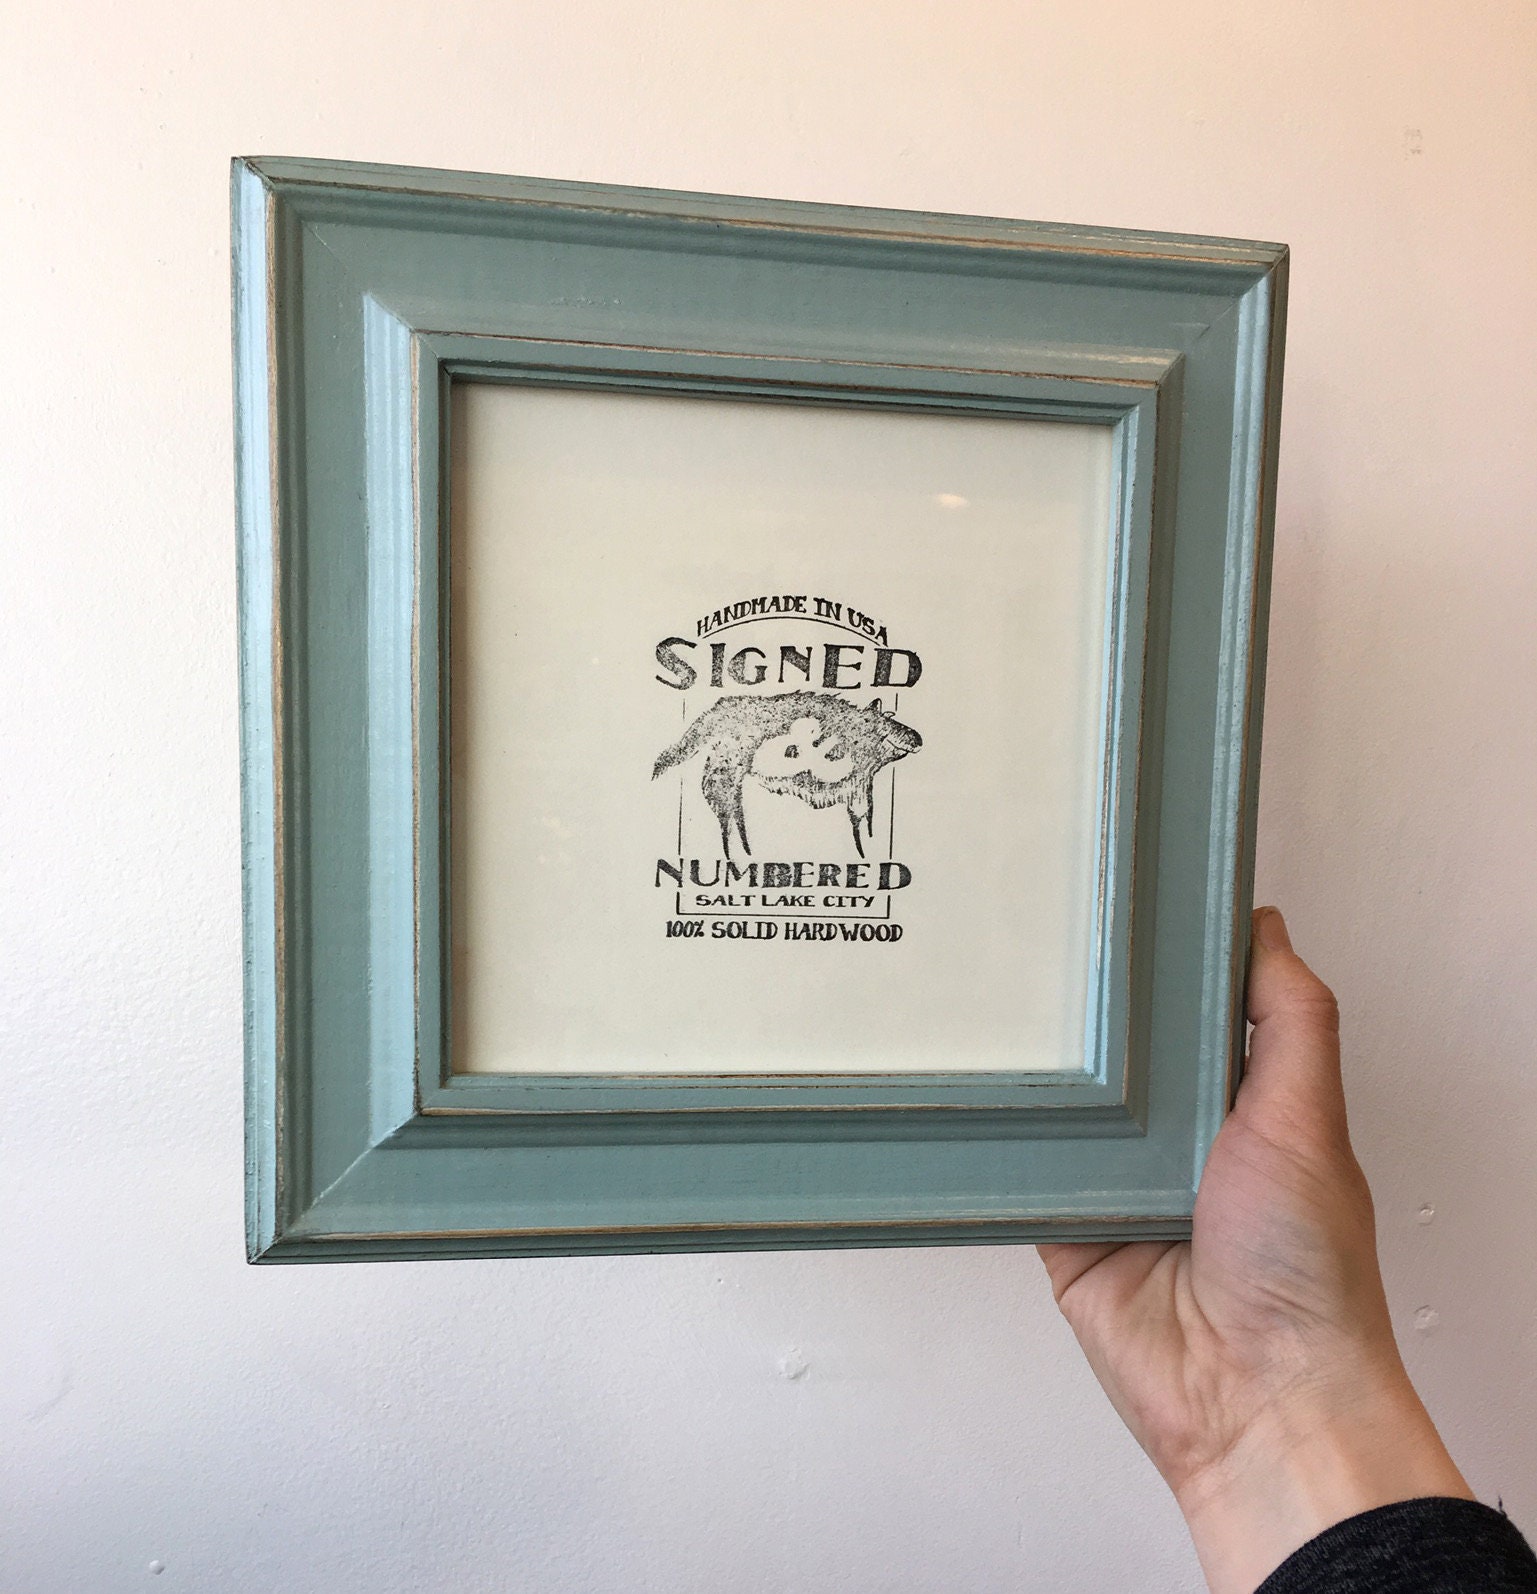 HANDMADE IN USA
SIGNED
&
NUMBERED
SALT LAKE CITY
100% SOLID HARDWOOD